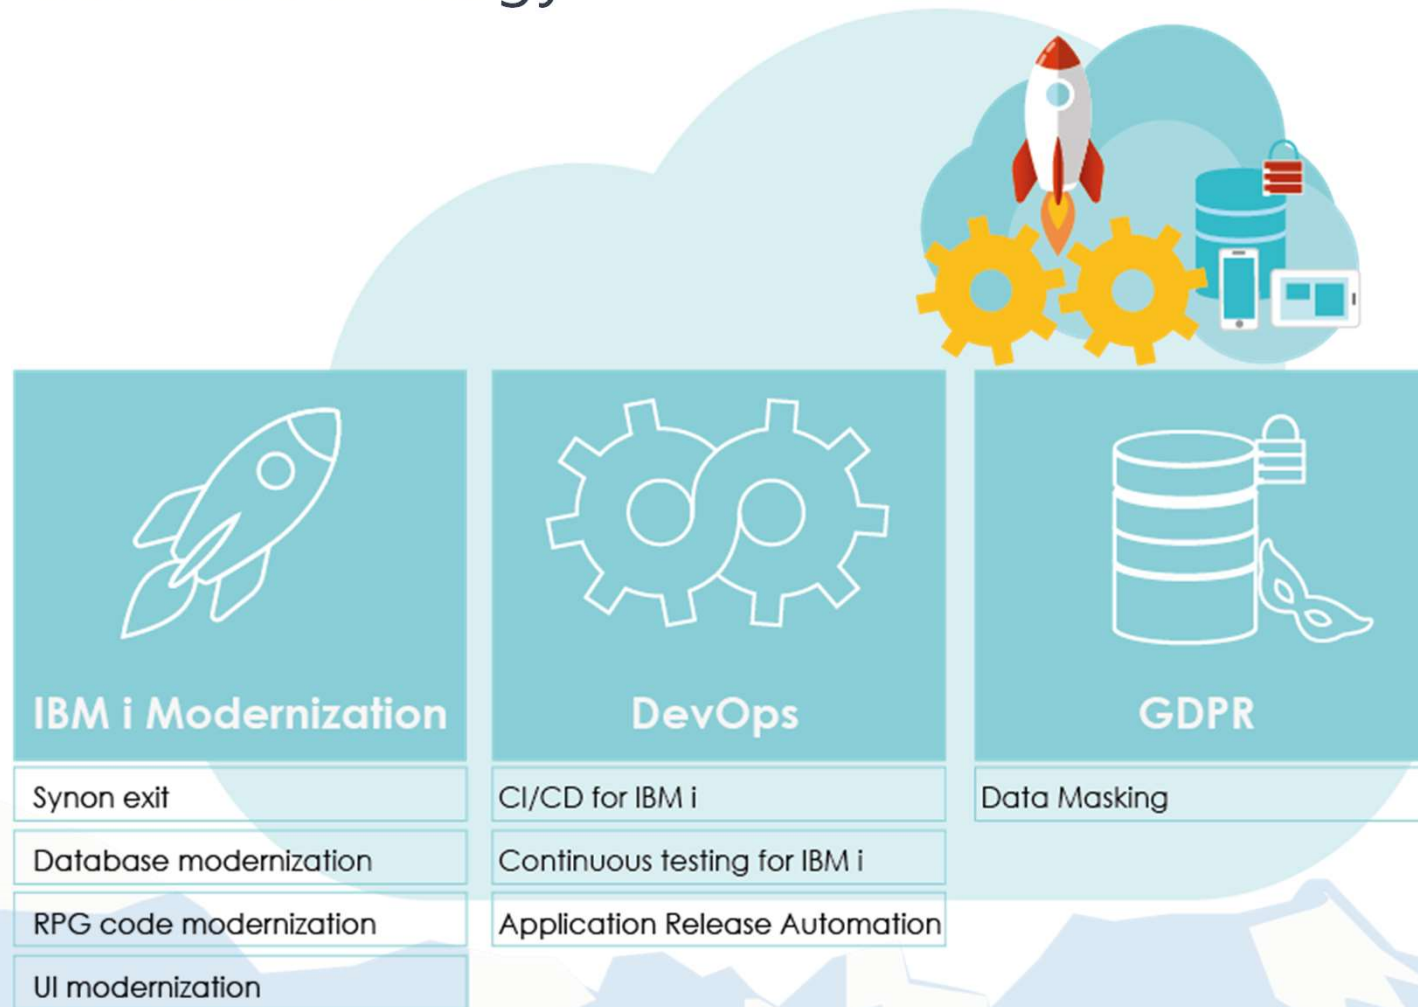 IBM i Modernization
Synon exit
Database modernization
RPG code modernization
UI modernization
DevOps
CI/CD for IBM i
Continuous testing for IBM i
Application Release Automation
GDPR
Data Masking